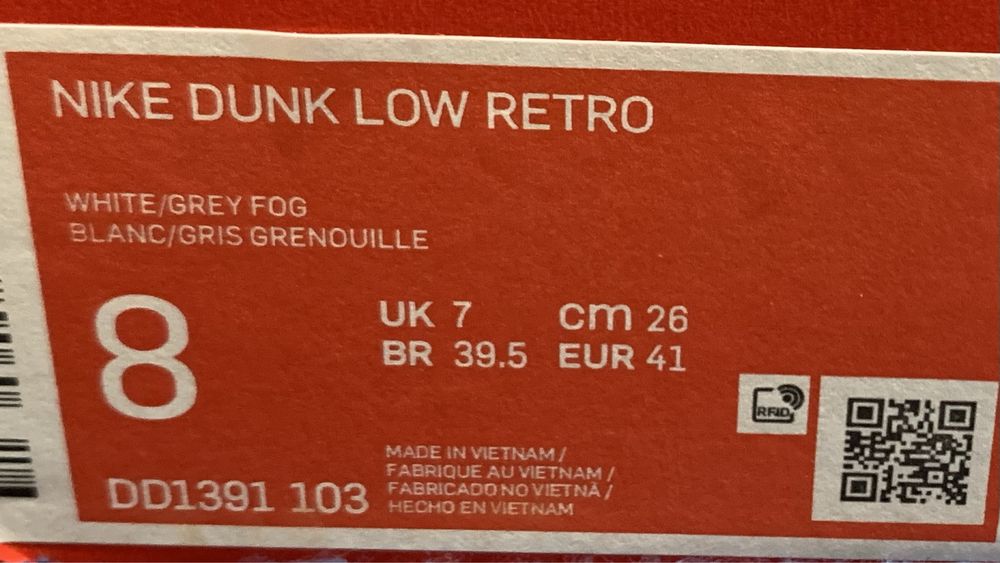 NIKE DUNK LOW RETRO
WHITE/GREY FOG
BLANC/GRIS GRENOUILLE
8
UK 7 cm 26
BR 39.5 EUR 41
RFID
DD1391 103
MADE IN VIETNAM /
FABRIQUE AU VIETNAM /
FABRICADO NO VIETNÃ /
HECHO EN VIETNAM